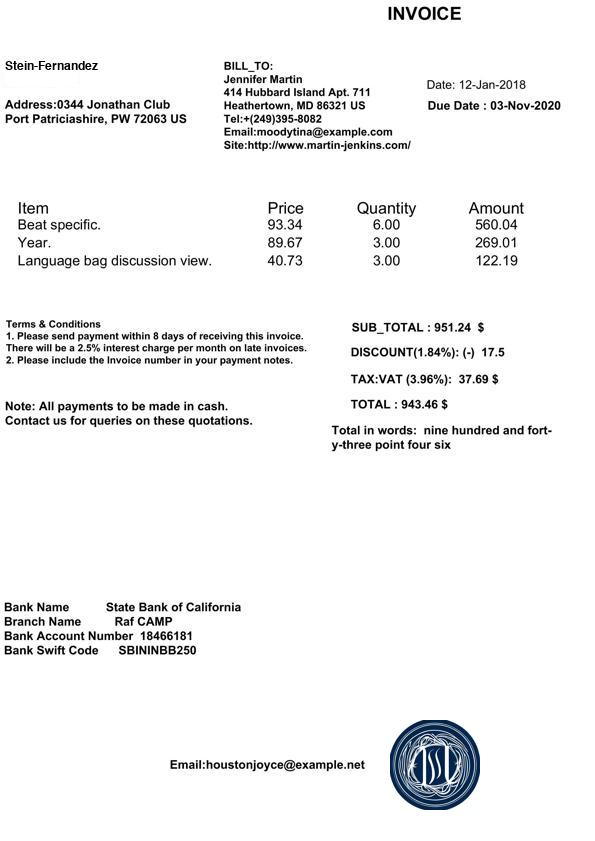 INVOICE
Stein-Fernandez
Address:0344 Jonathan Club
Port Patriciashire, PW 72063 US
BILL_TO:
Jennifer Martin
414 Hubbard Island Apt. 711
Heathertown, MD 86321 US
Tel:+(249)395-8082
Email:moodytina@example.com
Site:http://www.martin-jenkins.com/
Date: 12-Jan-2018
Due Date : 03-Nov-2020
Item Price Quantity Amount
Beat specific. 93.34 6.00 560.04
Year. 89.67 3.00 269.01
Language bag discussion view. 40.73 3.00 122.19
Terms & Conditions
1. Please send payment within 8 days of receiving this invoice.
There will be a 2.5% interest charge per month on late invoices.
2. Please include the Invoice number in your payment notes.
Note: All payments to be made in cash.
Contact us for queries on these quotations.
SUB_TOTAL : 951.24 $
DISCOUNT(1.84%): (-) 17.5
TAX:VAT (3.96%): 37.69 $
TOTAL : 943.46 $
Total in words: nine hundred and fort-
y-three point four six
Bank Name State Bank of California
Branch Name Raf CAMP
Bank Account Number 18466181
Bank Swift Code SBININBB250
Email:houstonjoyce@example.net